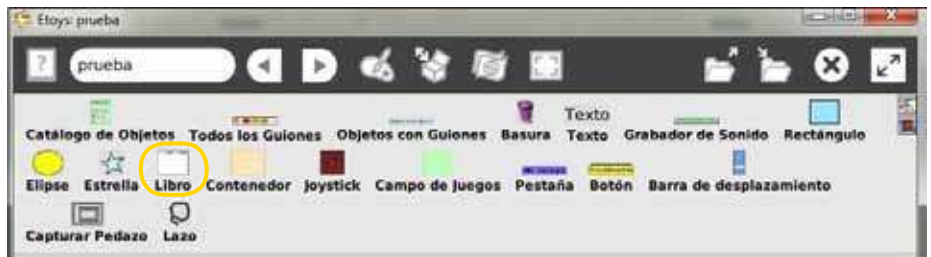 Etoys: prueba
? prueba
Texto
Catálogo de Objetos Todos los Guiones Objetos con Guiones Basura Texto Grabador de Sonido Rectángulo
Elipse Estrella Libro Contenedor Joystick Campo de Juegos Pestaña Botón Barra de desplazamiento
Capturar Pedazo Lazo